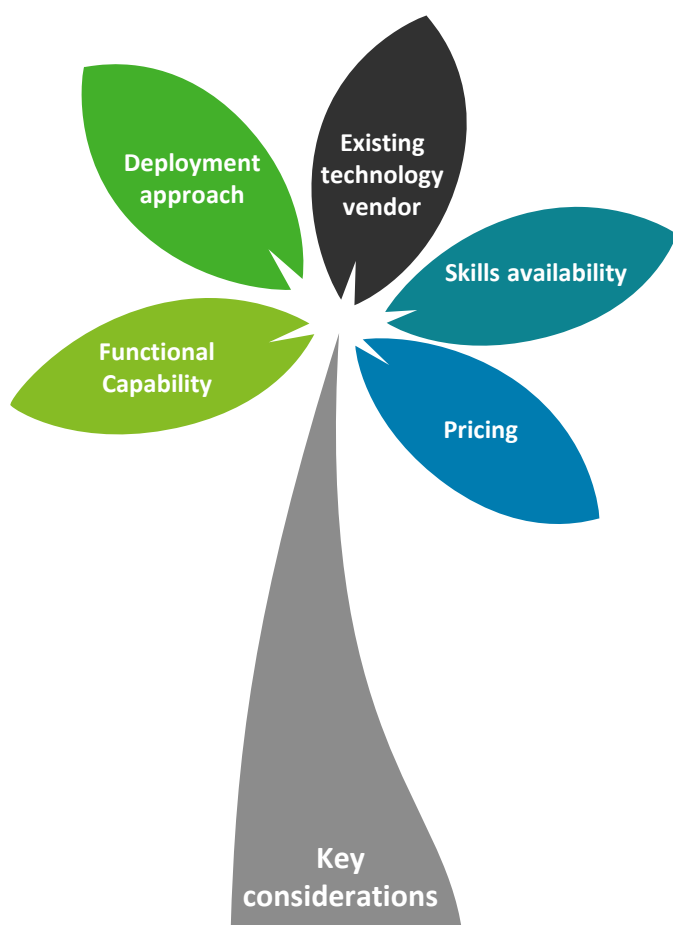 Existing
technology
vendor
Deployment
approach
Skills availability
Functional
Capability
Pricing
Key
considerations